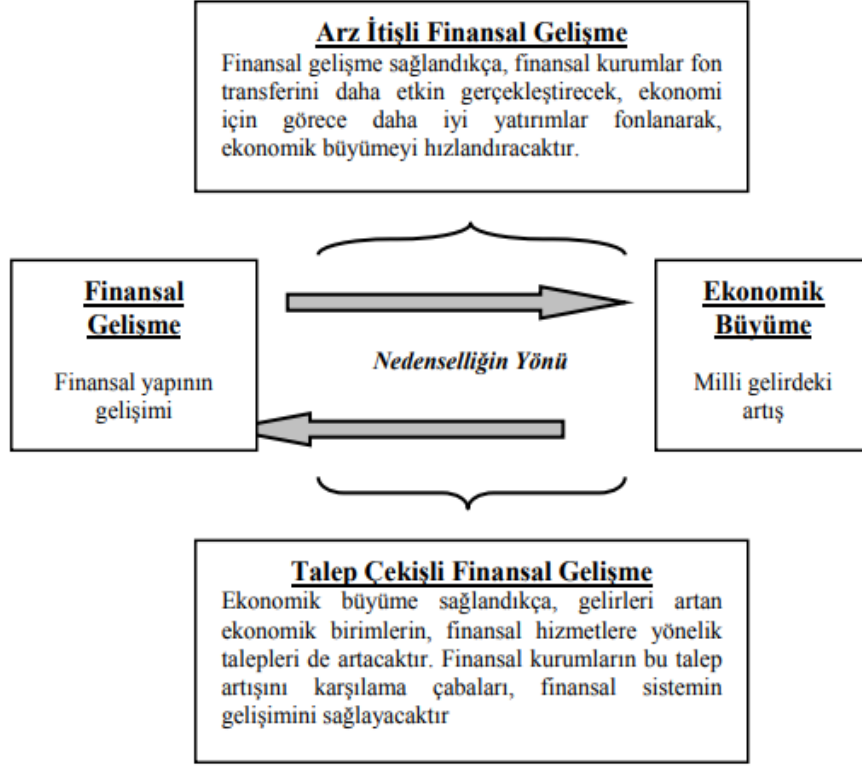 Arz İtişli Finansal Gelişme
Finansal gelişme sağlandıkça, finansal kurumlar fon
transferini daha etkin gerçekleştirecek, ekonomi
için görece daha iyi yatırımlar fonlanarak,
ekonomik büyümeyi hızlandıracaktır.
Finansal
Gelişme
Finansal yapının
gelişimi
Nedenselliğin Yönü
Ekonomik
Büyüme
Milli gelirdeki
artış
Talep Çekişli Finansal Gelişme
Ekonomik büyüme sağlandıkça, gelirleri artan
ekonomik birimlerin, finansal hizmetlere yönelik
talepleri de artacaktır. Finansal kurumların bu talep
artışını karşılama çabaları, finansal sistemin
gelişimini sağlayacaktır